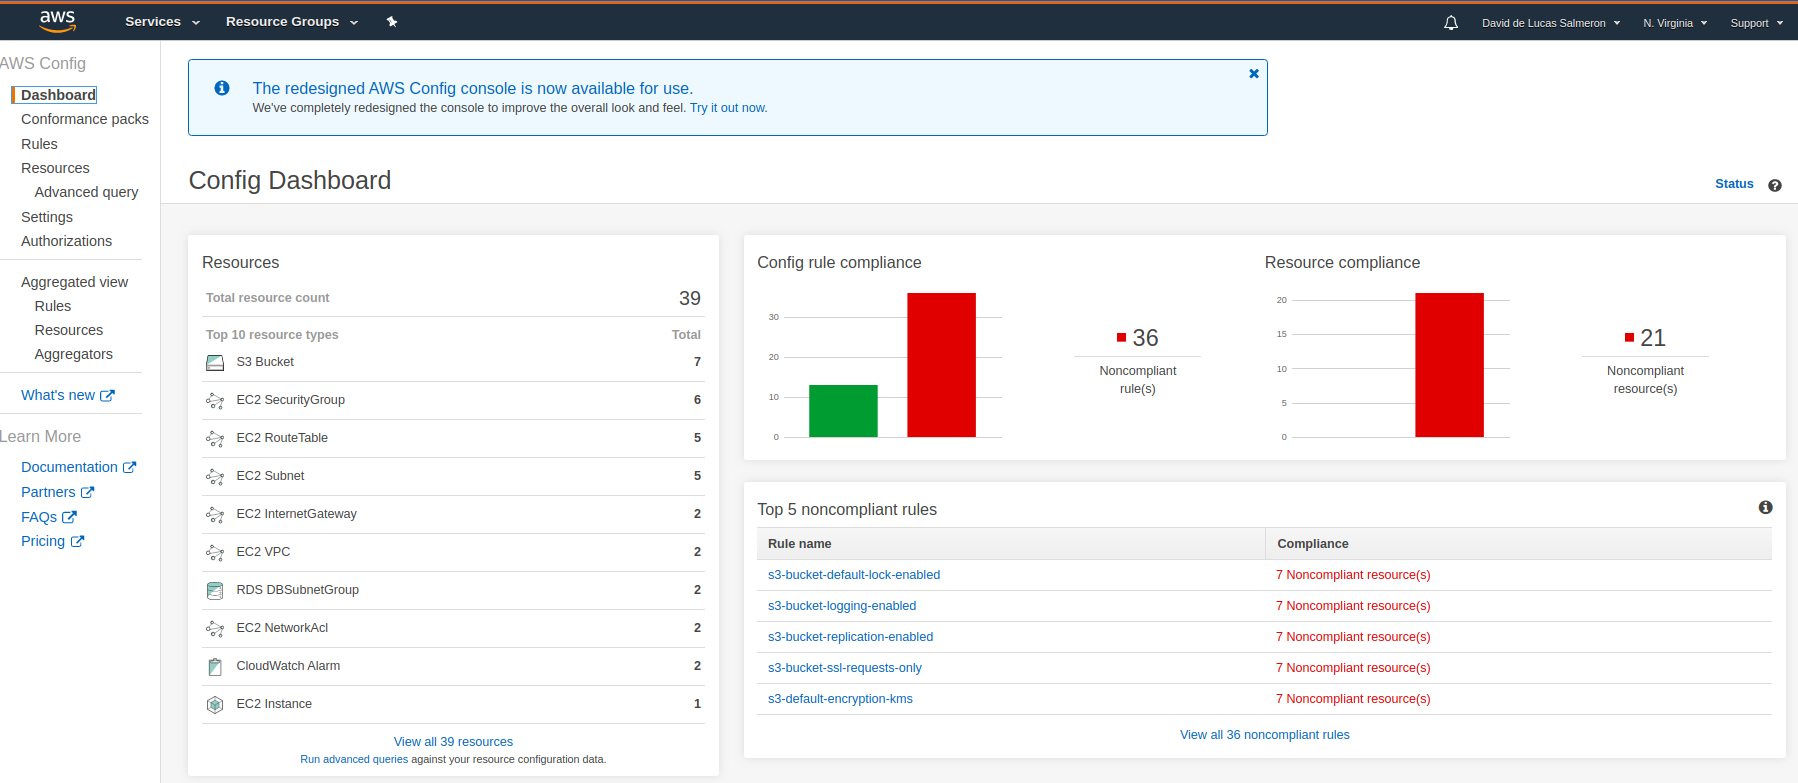 aws
Services
Resource Groups
David de Lucas Salmeron
N. Virginia
Support
AWS Config
Dashboard
Conformance packs
Rules
Resources
Advanced query
Settings
Authorizations
Aggregated view
Rules
Resources
Aggregators
What's new
Learn More
Documentation
Partners
FAQs
Pricing
The redesigned AWS Config console is now available for use.
We've completely redesigned the console to improve the overall look and feel. Try it out now.
Config Dashboard
Status
Resources
Total resource count 39
Top 10 resource types Total
S3 Bucket 7
EC2 SecurityGroup 6
EC2 RouteTable 5
EC2 Subnet 5
EC2 InternetGateway 2
EC2 VPC 2
RDS DBSubnetGroup 2
EC2 NetworkAcl 2
CloudWatch Alarm 2
EC2 Instance 1
View all 39 resources
Run advanced queries against your resource configuration data.
Config rule compliance
30
20
10
0
36
Noncompliant
rule(s)
Resource compliance
20
15
10
5
0
21
Noncompliant
resource(s)
Top 5 noncompliant rules
Rule name Compliance
s3-bucket-default-lock-enabled 7 Noncompliant resource(s)
s3-bucket-logging-enabled 7 Noncompliant resource(s)
s3-bucket-replication-enabled 7 Noncompliant resource(s)
s3-bucket-ssl-requests-only 7 Noncompliant resource(s)
s3-default-encryption-kms 7 Noncompliant resource(s)
View all 36 noncompliant rules